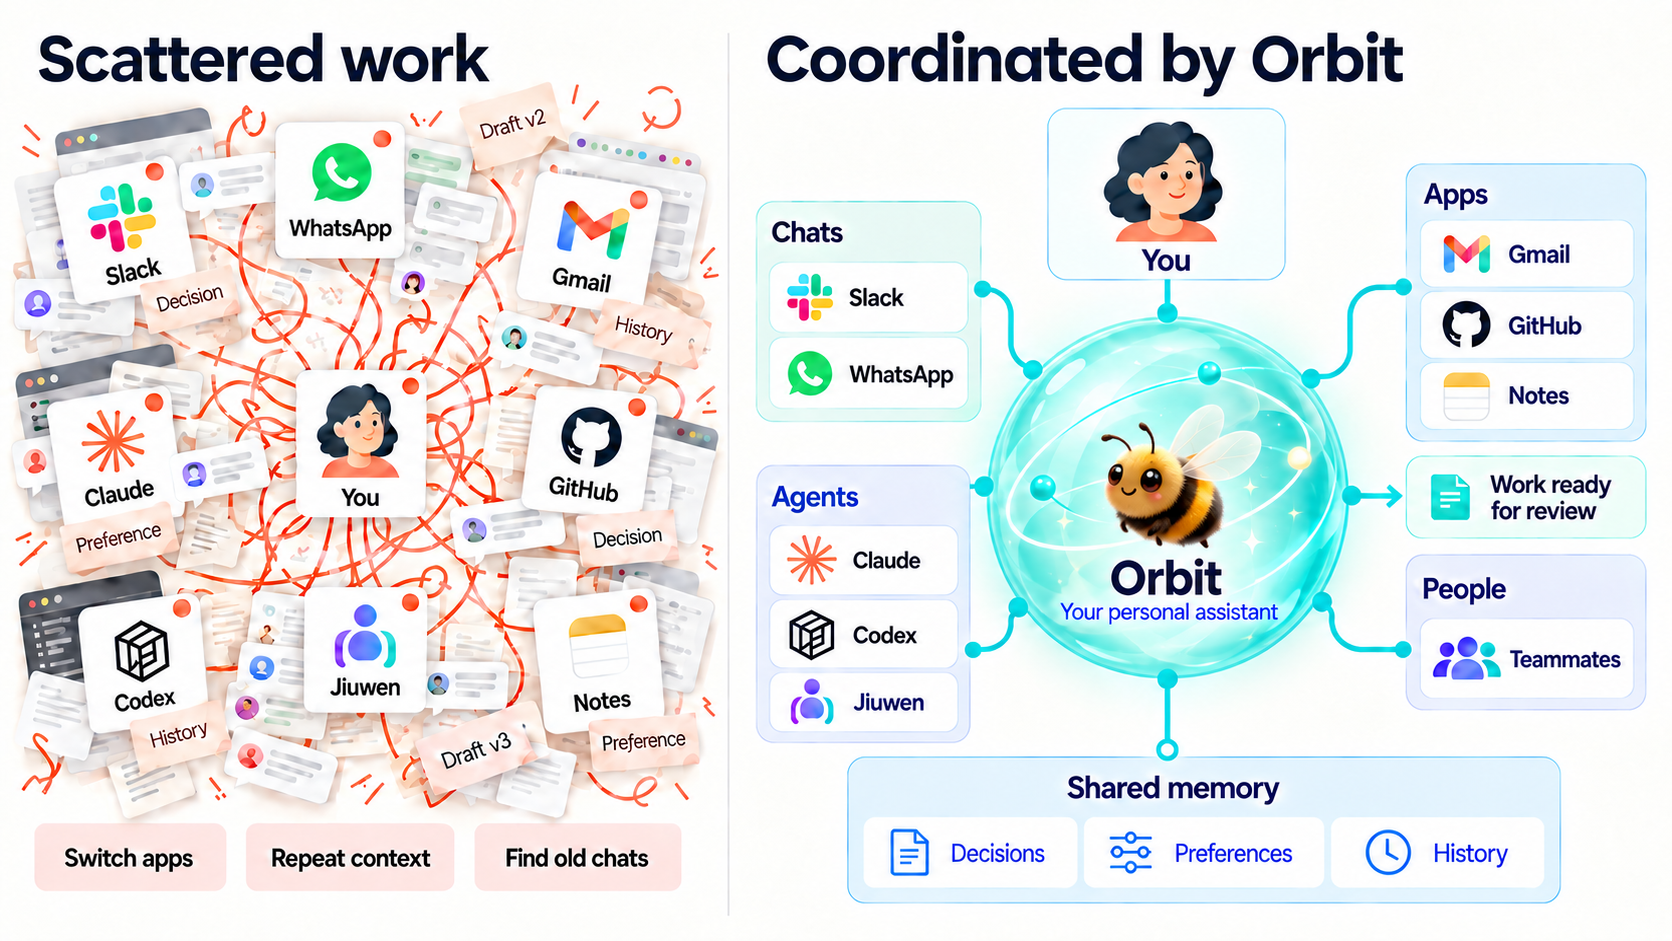 Scattered work
Draft v2
Slack
WhatsApp
Gmail
Decision
History
Claude
You
GitHub
Preference
Decision
Codex
Jiuwen
Notes
History
Draft v3
Preference
Switch apps
Repeat context
Find old chats
Coordinated by Orbit
You
Chats
Slack
WhatsApp
Agents
Claude
Codex
Jiuwen
Orbit
Your personal assistant
Apps
Gmail
GitHub
Notes
Work ready
for review
People
Teammates
Shared memory
Decisions
Preferences
History